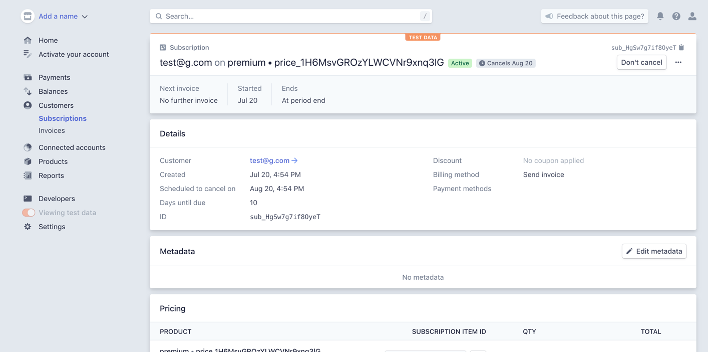 Add a name
Search...
/
Feedback about this page?
TEST DATA
Home
Activate your account
Payments
Balances
Customers
Subscriptions
Invoices
Connected accounts
Products
Reports
Developers
Viewing test data
Settings
Subscription
sub_HgSw7g7if8OyeT
test@g.com on premium • price_1H6MsvGROzYLWCVNr9xnq3IG
Active
Cancels Aug 20
Don't cancel
Next invoice
Started
Ends
No further invoice
Jul 20
At period end
Details
Customer
test@g.com
Discount
No coupon applied
Created
Jul 20, 4:54 PM
Billing method
Send invoice
Scheduled to cancel on
Aug 20, 4:54 PM
Payment methods
Days until due
10
ID
sub_HgSw7g7if8OyeT
Metadata
Edit metadata
No metadata
Pricing
PRODUCT
SUBSCRIPTION ITEM ID
QTY
TOTAL
premium • price_1H6MsvGROzYLWCVNr9xnq3IG